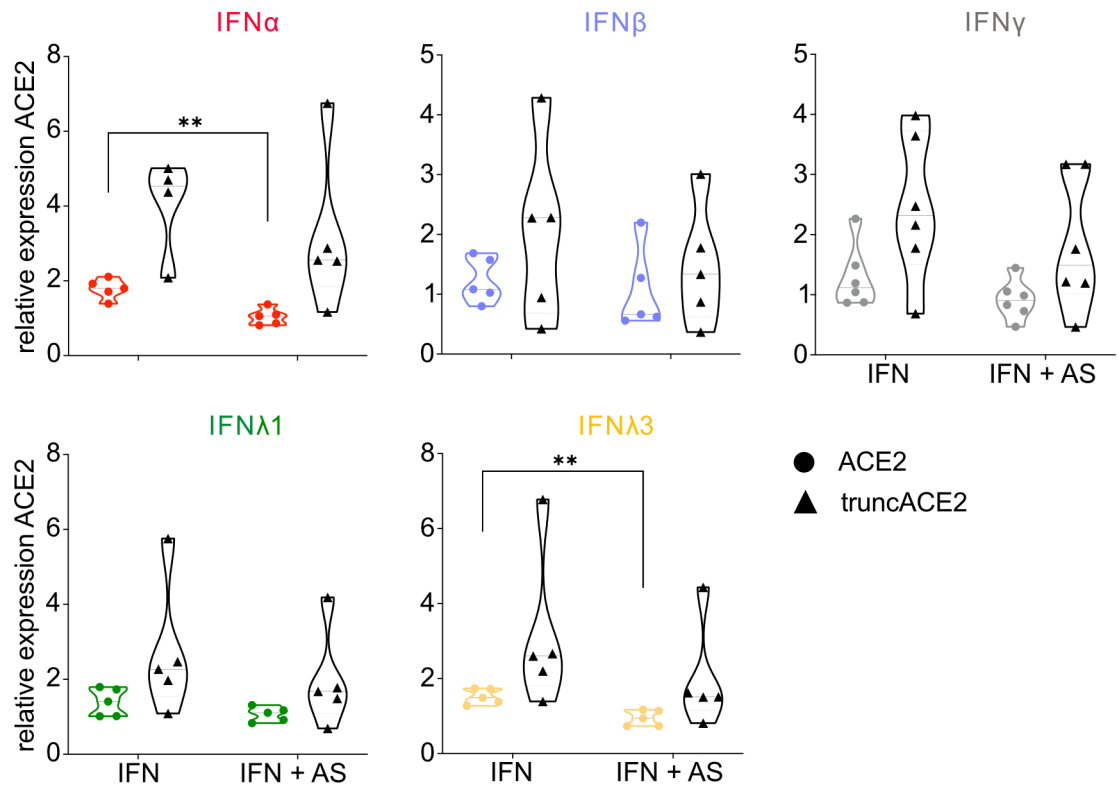 IFNα
IFNβ
IFNγ
relative expression ACE2
8
6
4
2
0
**
5
4
3
2
1
0
5
4
3
2
1
0
IFN
IFN + AS
IFNλ1
IFNλ3
relative expression ACE2
8
6
4
2
0
IFN
IFN + AS
8
6
4
2
0
**
IFN
IFN + AS
ACE2
truncACE2